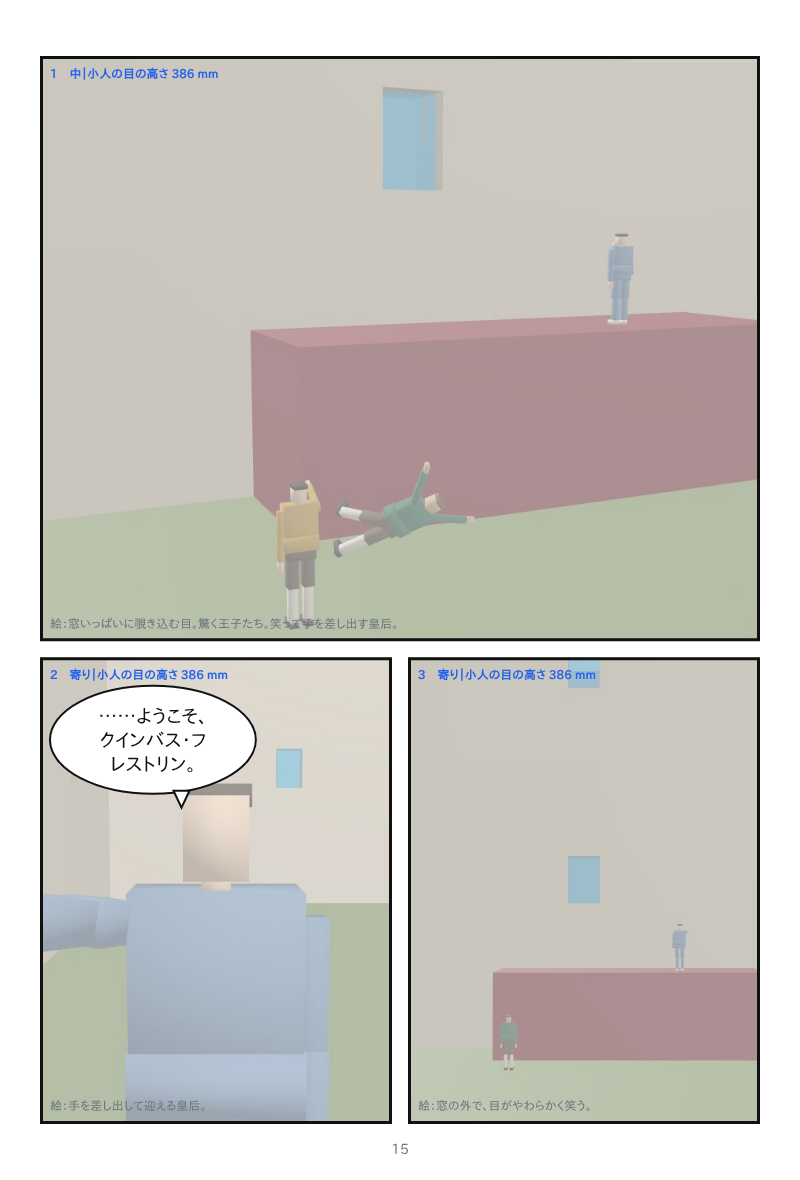 1 中|小人の目の高さ 386 mm
絵：窓いっぱいに覗き込む目。驚く王子たち。笑って手を差し出す皇后。
2 寄り|小人の目の高さ 386 mm
……ようこそ、
クインバス・フ
レストリン。
絵：手を差し出して迎える皇后。
3 寄り|小人の目の高さ 386 mm
絵：窓の外で、目がやわらかく笑う。
15